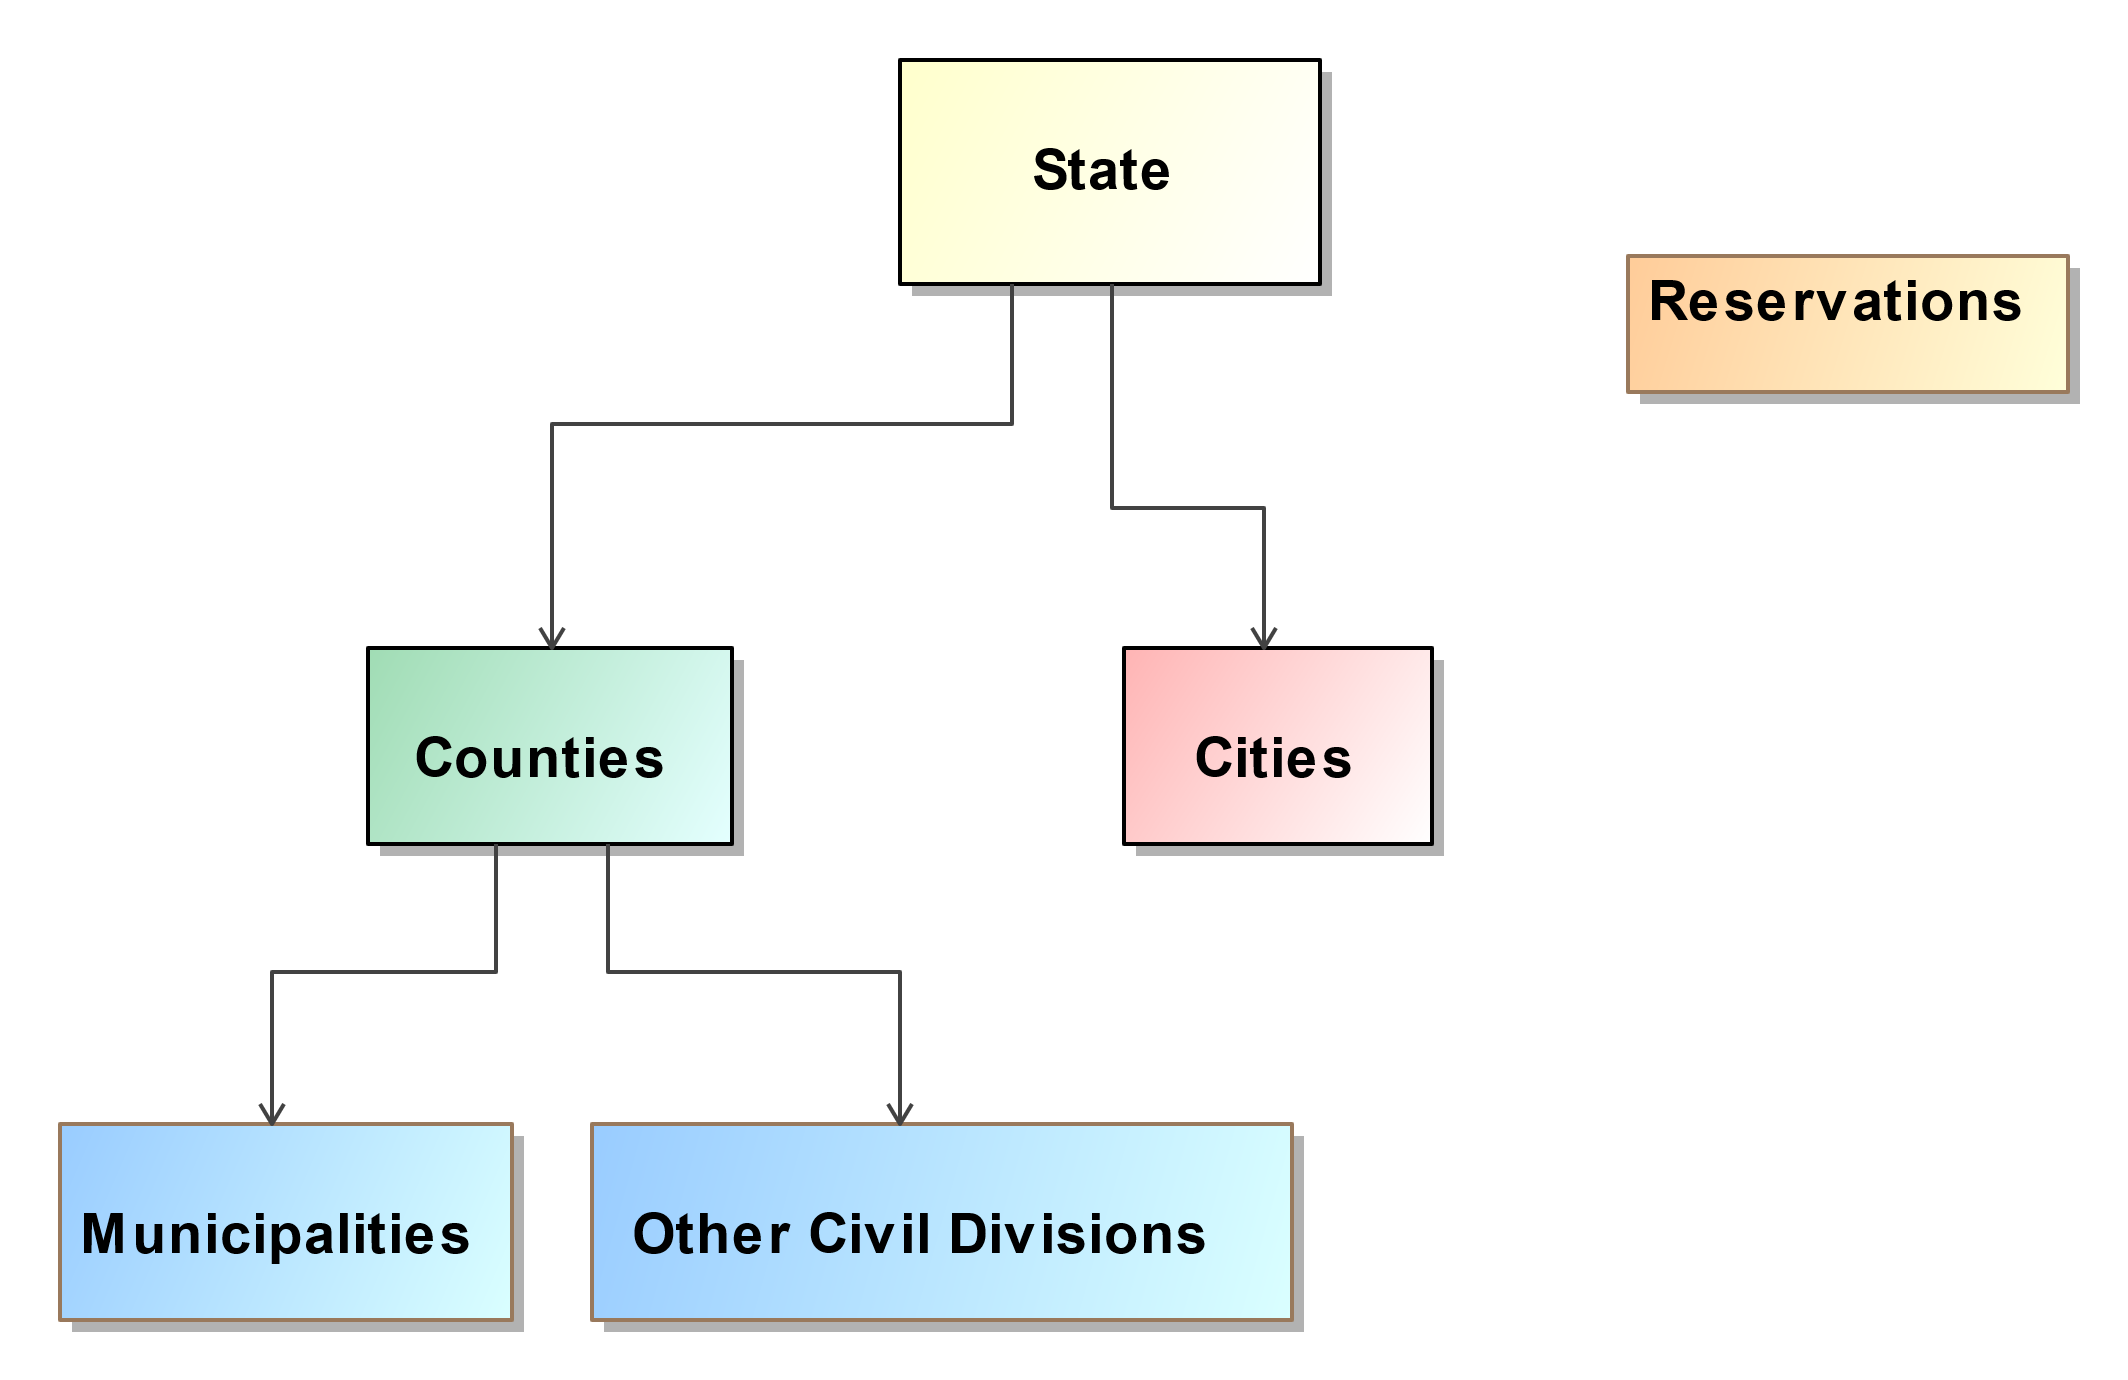 State
Reservations
Counties
Cities
Municipalities
Other Civil Divisions